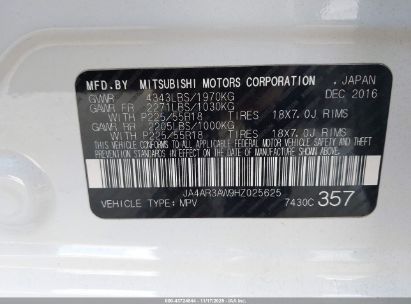 MFD.BY MITSUBISHI MOTORS CORPORATION , JAPAN
GVWR 4343LBS/1970KG DEC 2016
GAWR FR 2271LBS/1030KG
P225/55R18 TIRES 18X7.0J RIMS
GAWR RR 2205LBS/1000KG
P225/55R18 TIRES 18X7.0J RIMS
THIS VEHICLE CONFORMS TO ALL APPLICABLE FEDERAL MOTOR VEHICLE SAFETY AND THEFT
PREVENTION STANDARDS IN EFFECT ON THE DATE OF MANUFACTURE SHOWN ABOVE.
JA4AR3AW9HZ025625
VEHICLE TYPE: MPV 7430C 357